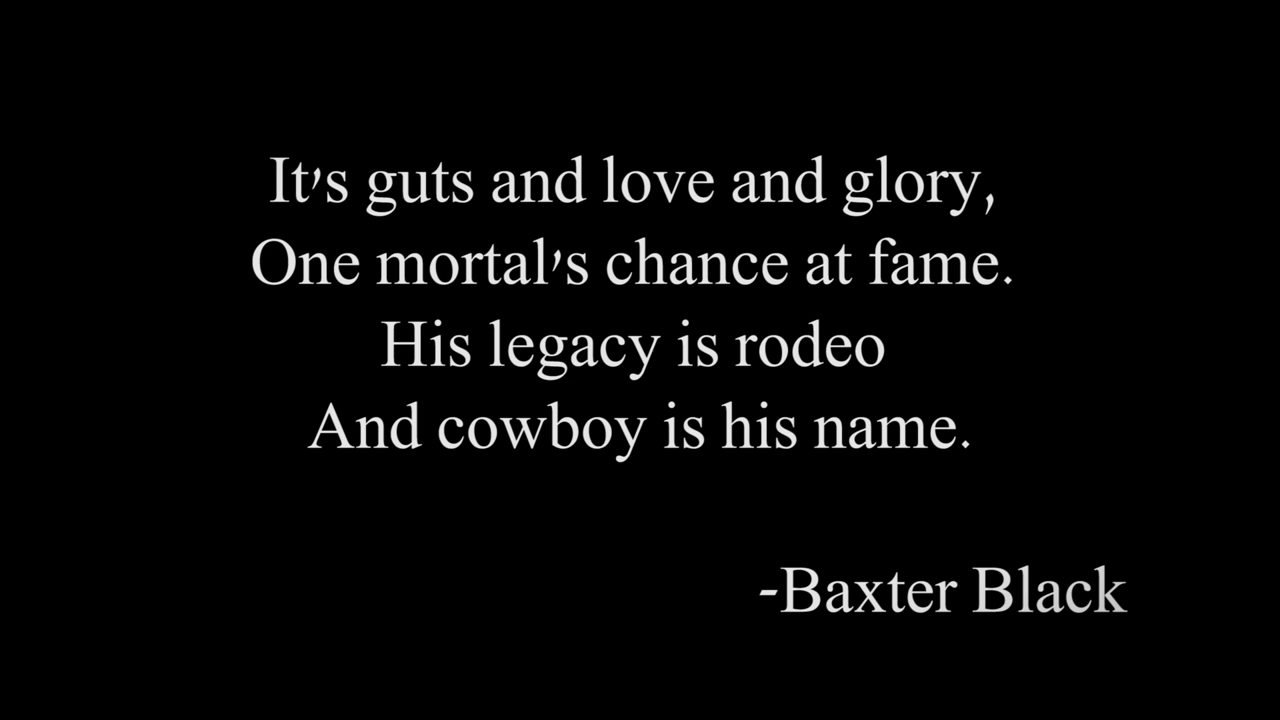 It's guts and love and glory,
One mortal's chance at fame.
His legacy is rodeo
And cowboy is his name.
-Baxter Black